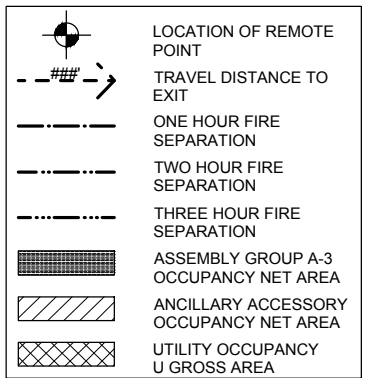 LOCATION OF REMOTE
POINT
###'
TRAVEL DISTANCE TO
EXIT
ONE HOUR FIRE
SEPARATION
TWO HOUR FIRE
SEPARATION
THREE HOUR FIRE
SEPARATION
ASSEMBLY GROUP A-3
OCCUPANCY NET AREA
ANCILLARY ACCESSORY
OCCUPANCY NET AREA
UTILITY OCCUPANCY
U GROSS AREA